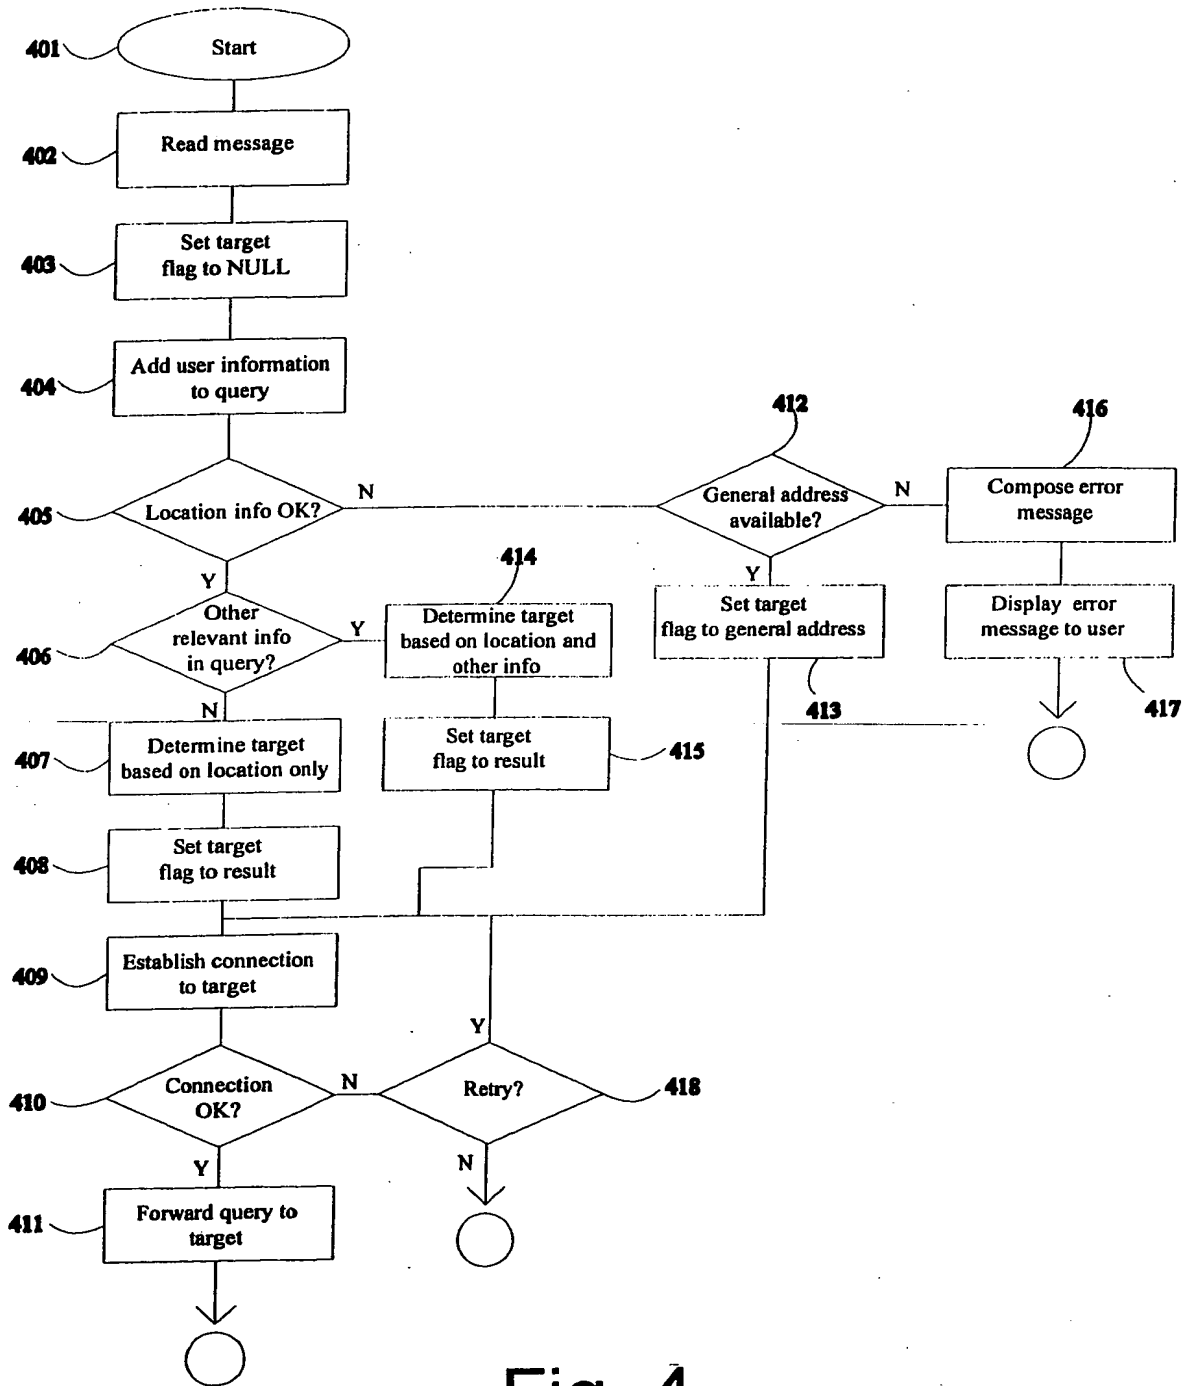 401
Start
402
Read message
403
Set target
flag to NULL
404
Add user information
to query
405
Location info OK?
N
Y
412
General address
available?
N
Y
416
Compose error
message
406
Other
relevant info
in query?
Y
N
414
Determine target
based on location and
other info
Set target
flag to general address
413
Display error
message to user
417
407
Determine target
based on location only
Set target
flag to result
415
408
Set target
flag to result
409
Establish connection
to target
410
Connection
OK?
N
Y
Y
Retry?
418
N
411
Forward query to
target
Fig. 4